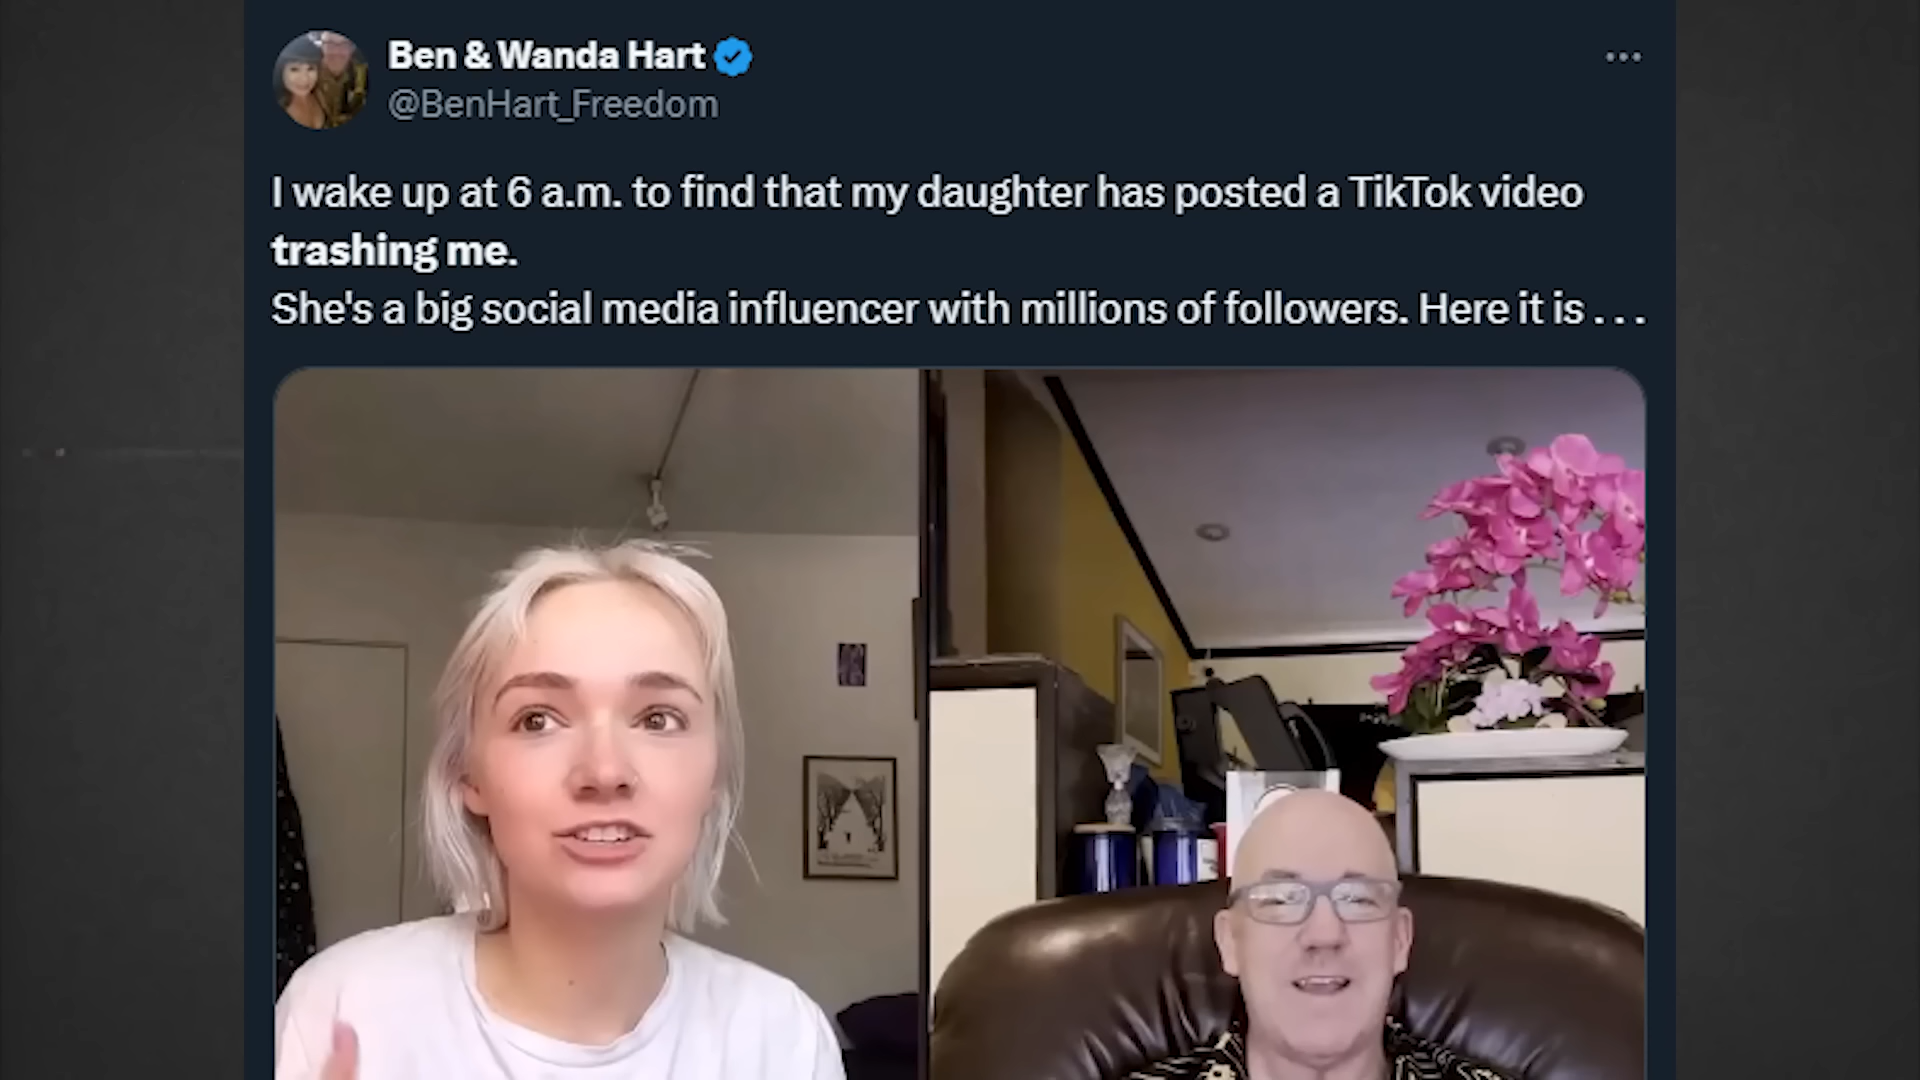 Ben & Wanda Hart
@BenHart_Freedom
I wake up at 6 a.m. to find that my daughter has posted a TikTok video
trashing me.
She's a big social media influencer with millions of followers. Here it is . . .